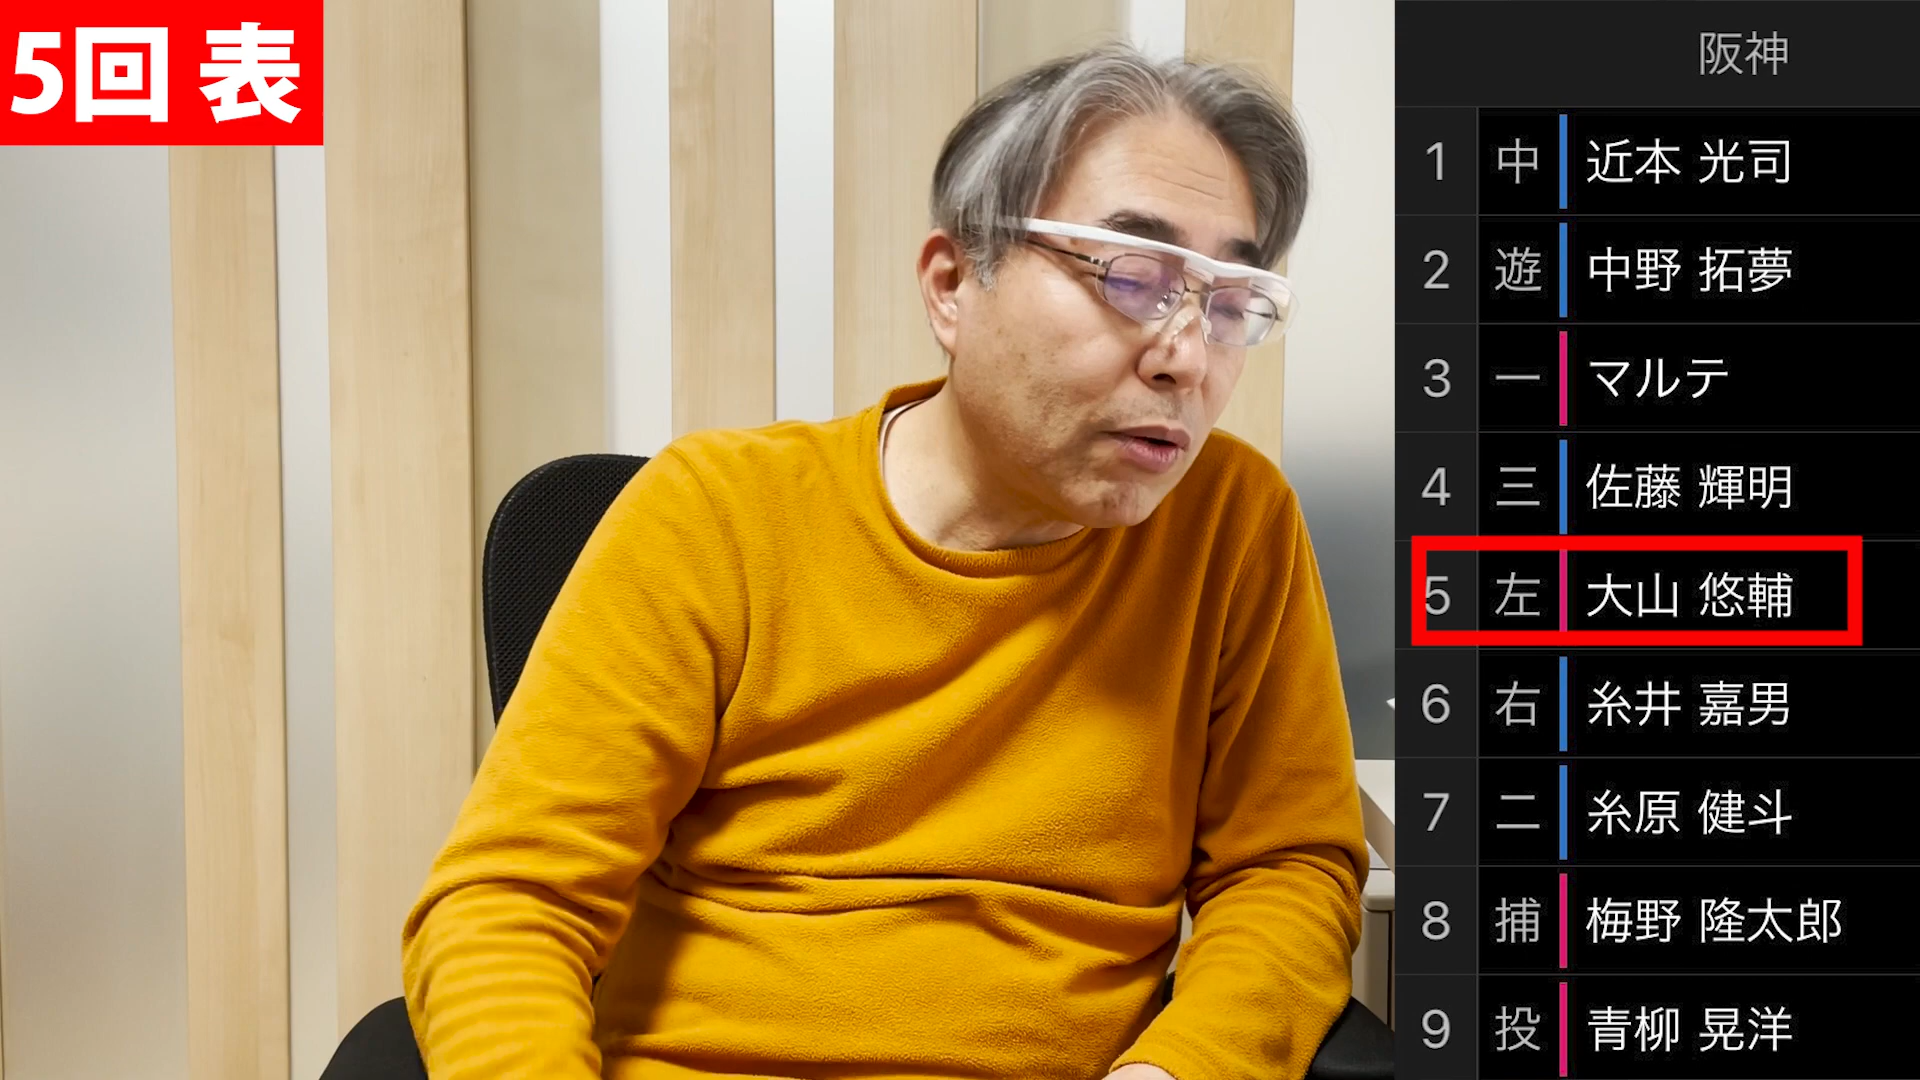 5回 表
阪神
1 中 近本 光司
2 遊 中野 拓夢
3 一 マルテ
4 三 佐藤 輝明
5 左 大山 悠輔
6 右 糸井 嘉男
7 二 糸原 健斗
8 捕 梅野 隆太郎
9 投 青柳 晃洋